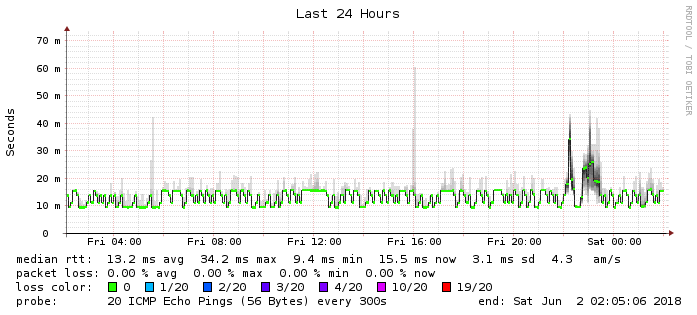 Last 24 Hours
RRDTOOL / TOBI OETIKER
Seconds
70 m
60 m
50 m
40 m
30 m
20 m
10 m
0
Fri 04:00 Fri 08:00 Fri 12:00 Fri 16:00 Fri 20:00 Sat 00:00
median rtt: 13.2 ms avg 34.2 ms max 9.4 ms min 15.5 ms now 3.1 ms sd 4.3 am/s
packet loss: 0.00 % avg 0.00 % max 0.00 % min 0.00 % now
loss color: 0 1/20 2/20 3/20 4/20 10/20 19/20
probe: 20 ICMP Echo Pings (56 Bytes) every 300s end: Sat Jun 2 02:05:06 2018